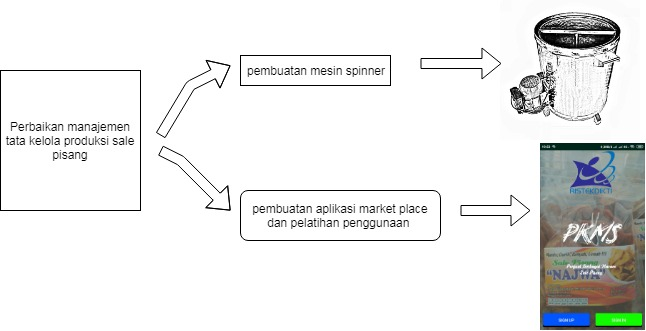 Perbaikan manajemen
tata kelola produksi sale
pisang
pembuatan mesin spinner
pembuatan aplikasi market place
dan pelatihan penggunaan
RISTEKDIKTI
PKMS
"NAJWA"
SIGN UP
SIGN IN